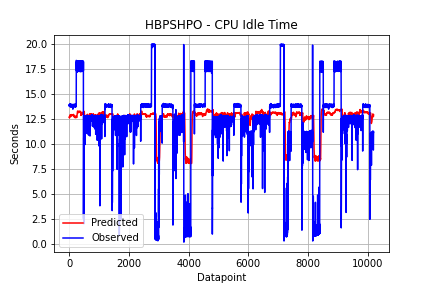 HBPSHPO - CPU Idle Time
20.0
17.5
15.0
12.5
10.0
7.5
5.0
2.5
0.0
Seconds
Predicted
Observed
0 2000 4000 6000 8000 10000
Datapoint